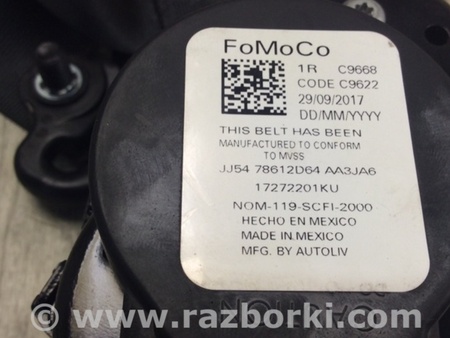 FoMoCo
1R C9668
CODE C9622
29/09/2017
DD/MM/YYYY
THIS BELT HAS BEEN
MANUFACTURED TO CONFORM
TO MVSS
JJ54 78612D64 AA3JA6
17272201KU
NOM-119-SCFI-2000
HECHO EN MEXICO
MADE IN MEXICO
MFG. BY AUTOLIV
www.razborki.com